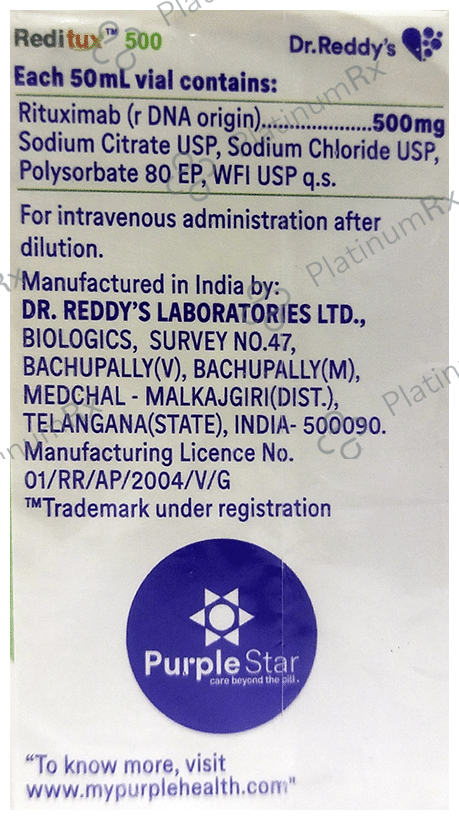 Reditux™ 500
Dr.Reddy's
Each 50mL vial contains:
Rituximab (r DNA origin)....................500mg
Sodium Citrate USP, Sodium Chloride USP,
Polysorbate 80 EP, WFI USP q.s.
For intravenous administration after
dilution.
Manufactured in India by:
DR. REDDY'S LABORATORIES LTD.,
BIOLOGICS, SURVEY NO.47,
BACHUPALLY(V), BACHUPALLY(M),
MEDCHAL - MALKAJGIRI(DIST.),
TELANGANA(STATE), INDIA- 500090.
Manufacturing Licence No.
01/RR/AP/2004/V/G
™Trademark under registration
Purple Star
care beyond the pill.
"To know more, visit
www.mypurplehealth.com"
PlatinumRx
PlatinumRx